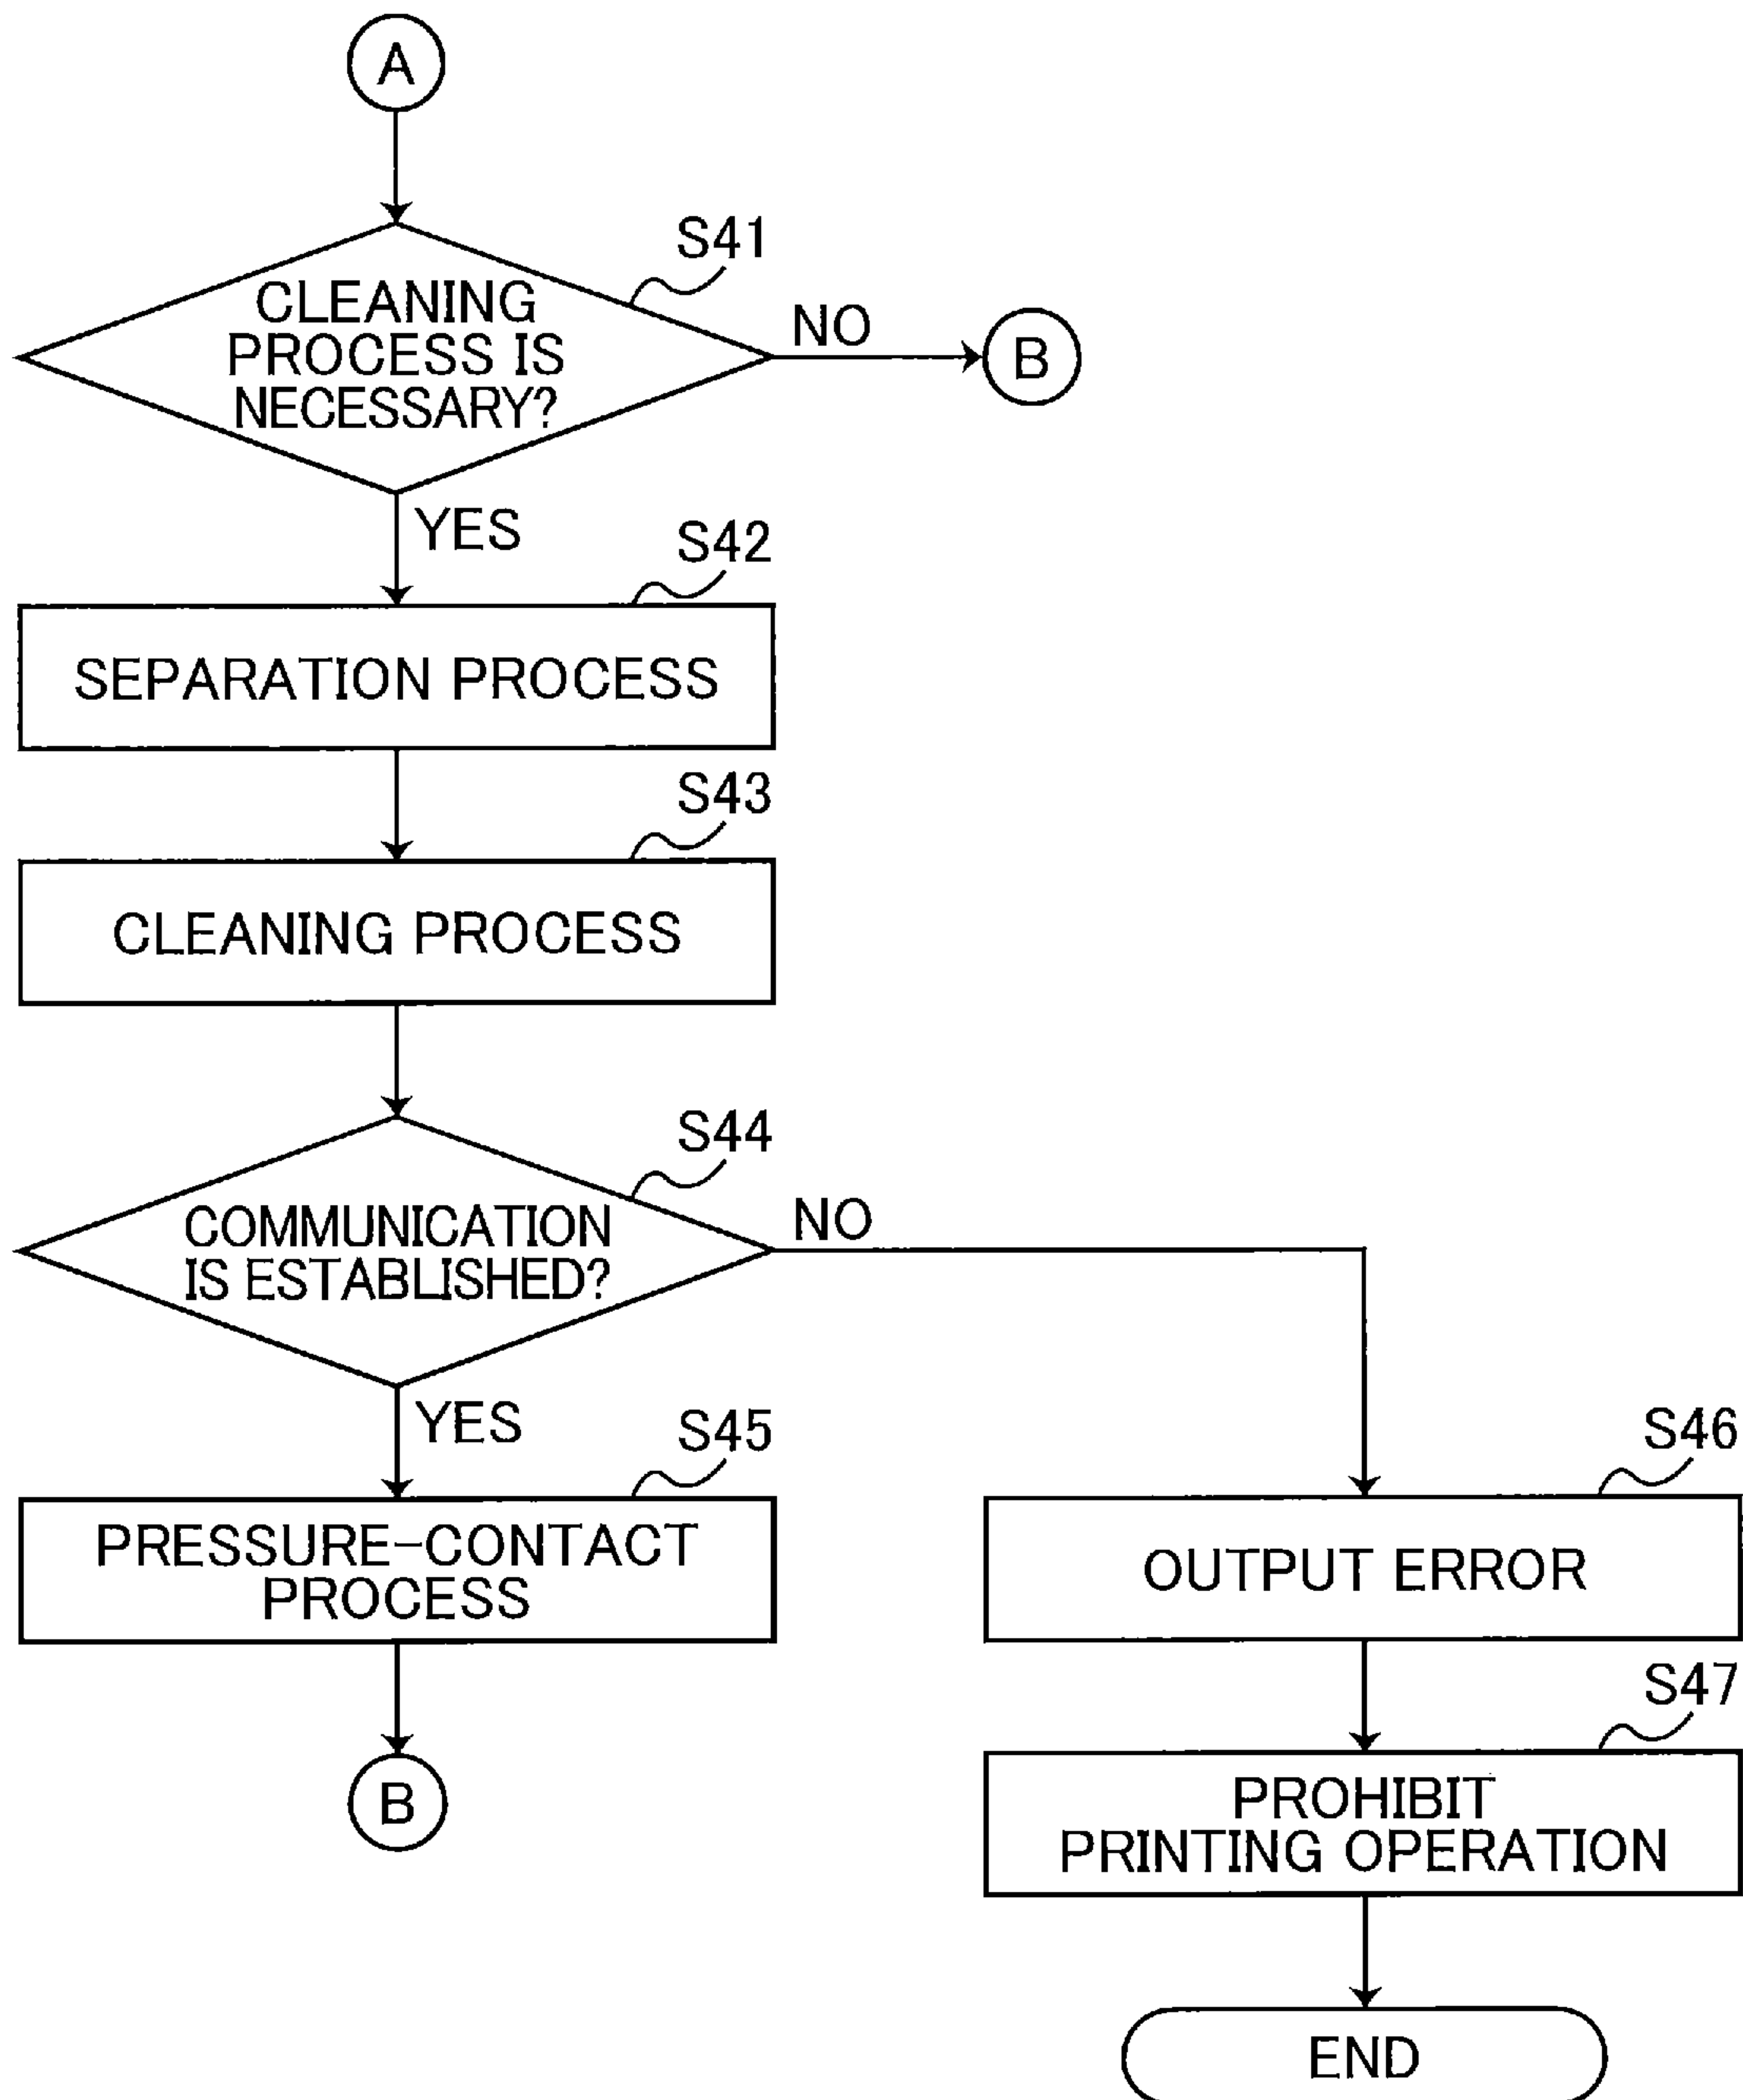 A
S41
CLEANING
PROCESS IS
NECESSARY?
NO
B
YES
S42
SEPARATION PROCESS
S43
CLEANING PROCESS
S44
COMMUNICATION
IS ESTABLISHED?
NO
YES
S45
PRESSURE-CONTACT
PROCESS
B
S46
OUTPUT ERROR
S47
PROHIBIT
PRINTING OPERATION
END